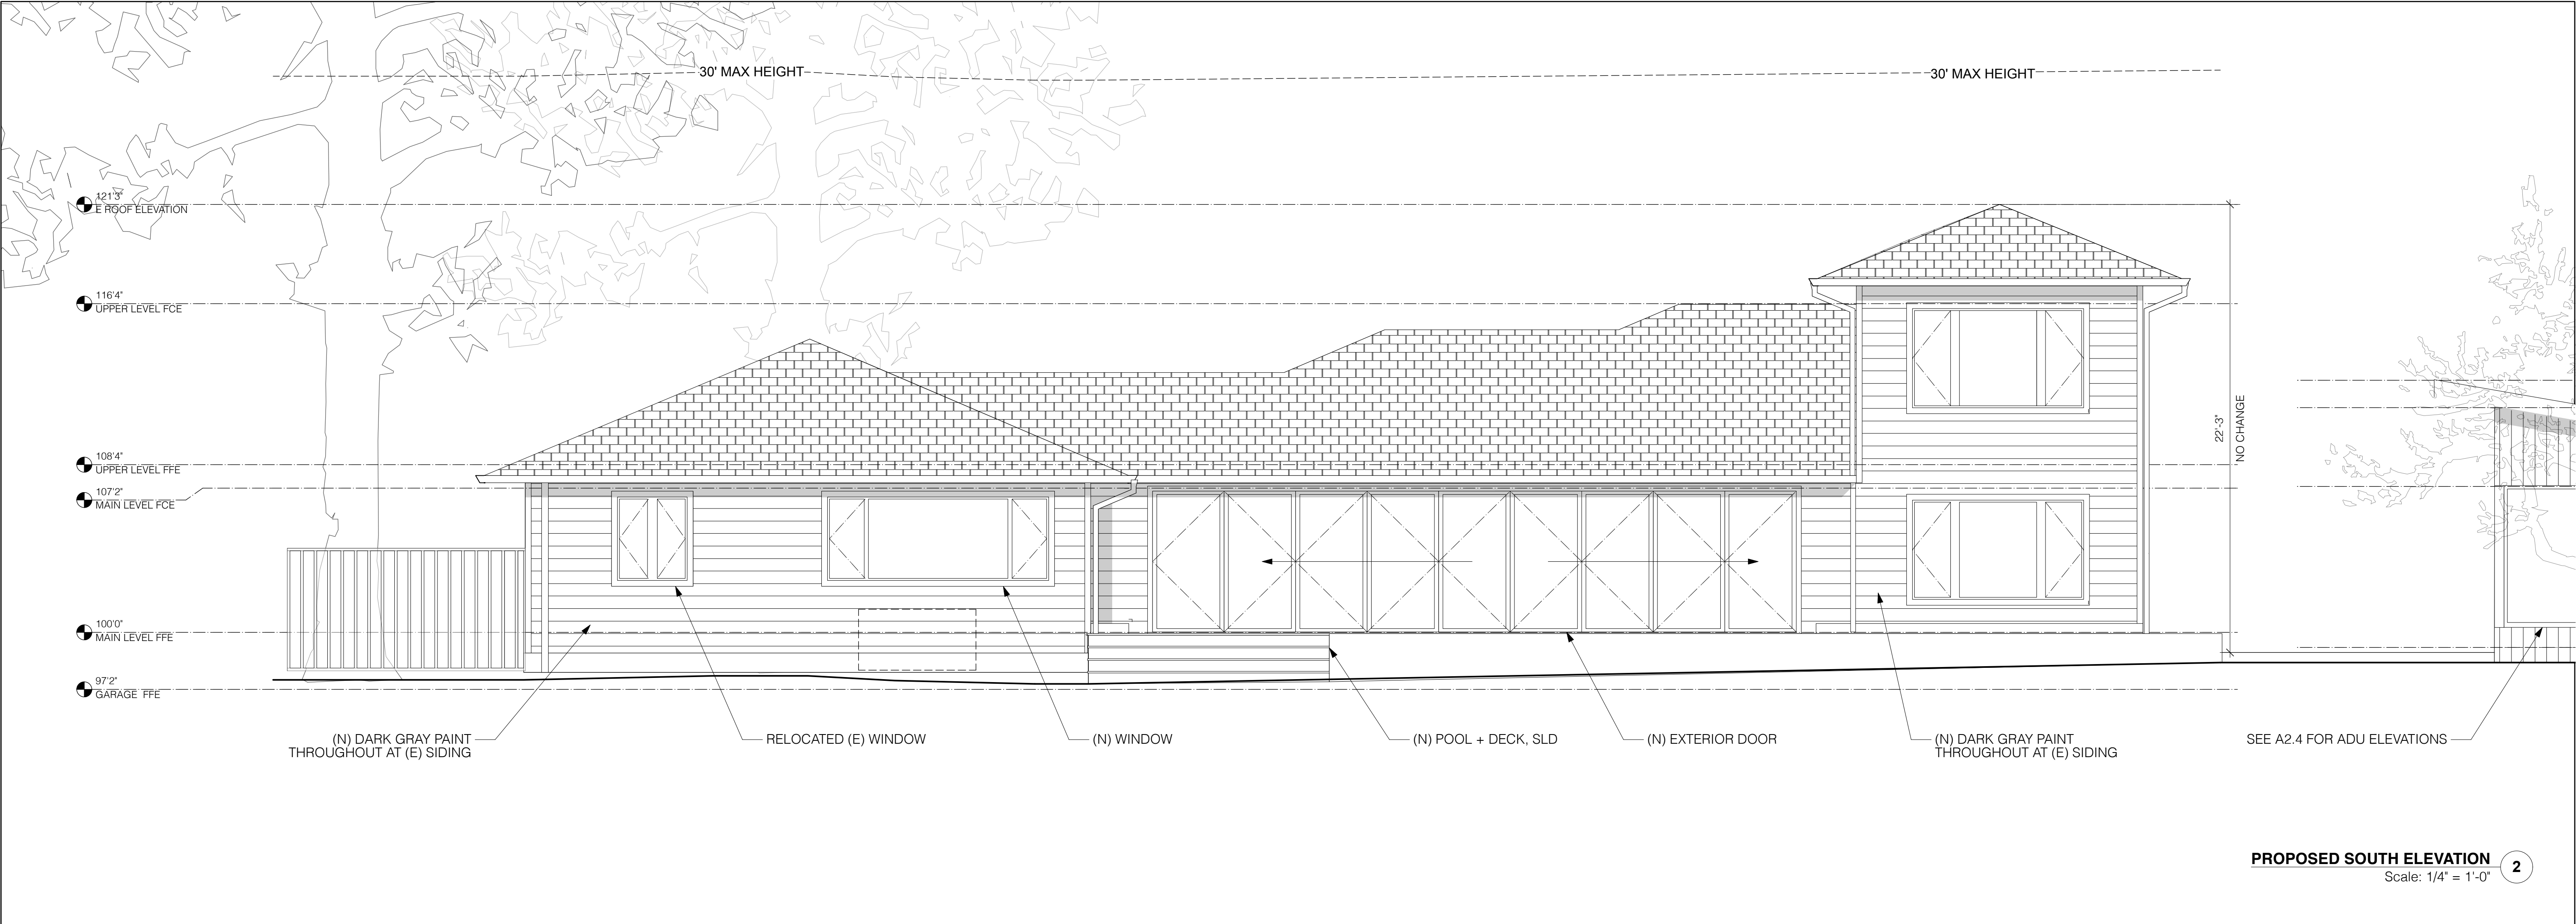 30' MAX HEIGHT
30' MAX HEIGHT
121'3"
E ROOF ELEVATION
116'4"
UPPER LEVEL FCE
108'4"
UPPER LEVEL FFE
107'2"
MAIN LEVEL FCE
22'-3"
NO CHANGE
100'0"
MAIN LEVEL FFE
97'2"
GARAGE FFE
(N) DARK GRAY PAINT
THROUGHOUT AT (E) SIDING
RELOCATED (E) WINDOW
(N) WINDOW
(N) POOL + DECK, SLD
(N) EXTERIOR DOOR
(N) DARK GRAY PAINT
THROUGHOUT AT (E) SIDING
SEE A2.4 FOR ADU ELEVATIONS
PROPOSED SOUTH ELEVATION
2
Scale: 1/4" = 1'-0"